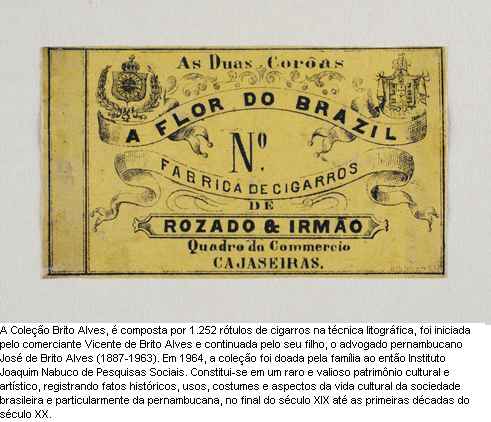 As Duas Corôas
A FLOR DO BRAZIL
Nº
FABRICA DE CIGARROS
DE
ROZADO & IRMÃO
Quadro do Commercio
CAJASEIRAS.
A Coleção Brito Alves, é composta por 1.252 rótulos de cigarros na técnica litográfica, foi iniciada
pelo comerciante Vicente de Brito Alves e continuada pelo seu filho, o advogado pernambucano
José de Brito Alves (1887-1963). Em 1964, a coleção foi doada pela família ao então Instituto
Joaquim Nabuco de Pesquisas Sociais. Constitui-se em um raro e valioso patrimônio cultural e
artístico, registrando fatos históricos, usos, costumes e aspectos da vida cultural da sociedade
brasileira e particularmente da pernambucana, no final do século XIX até as primeiras décadas do
século XX.